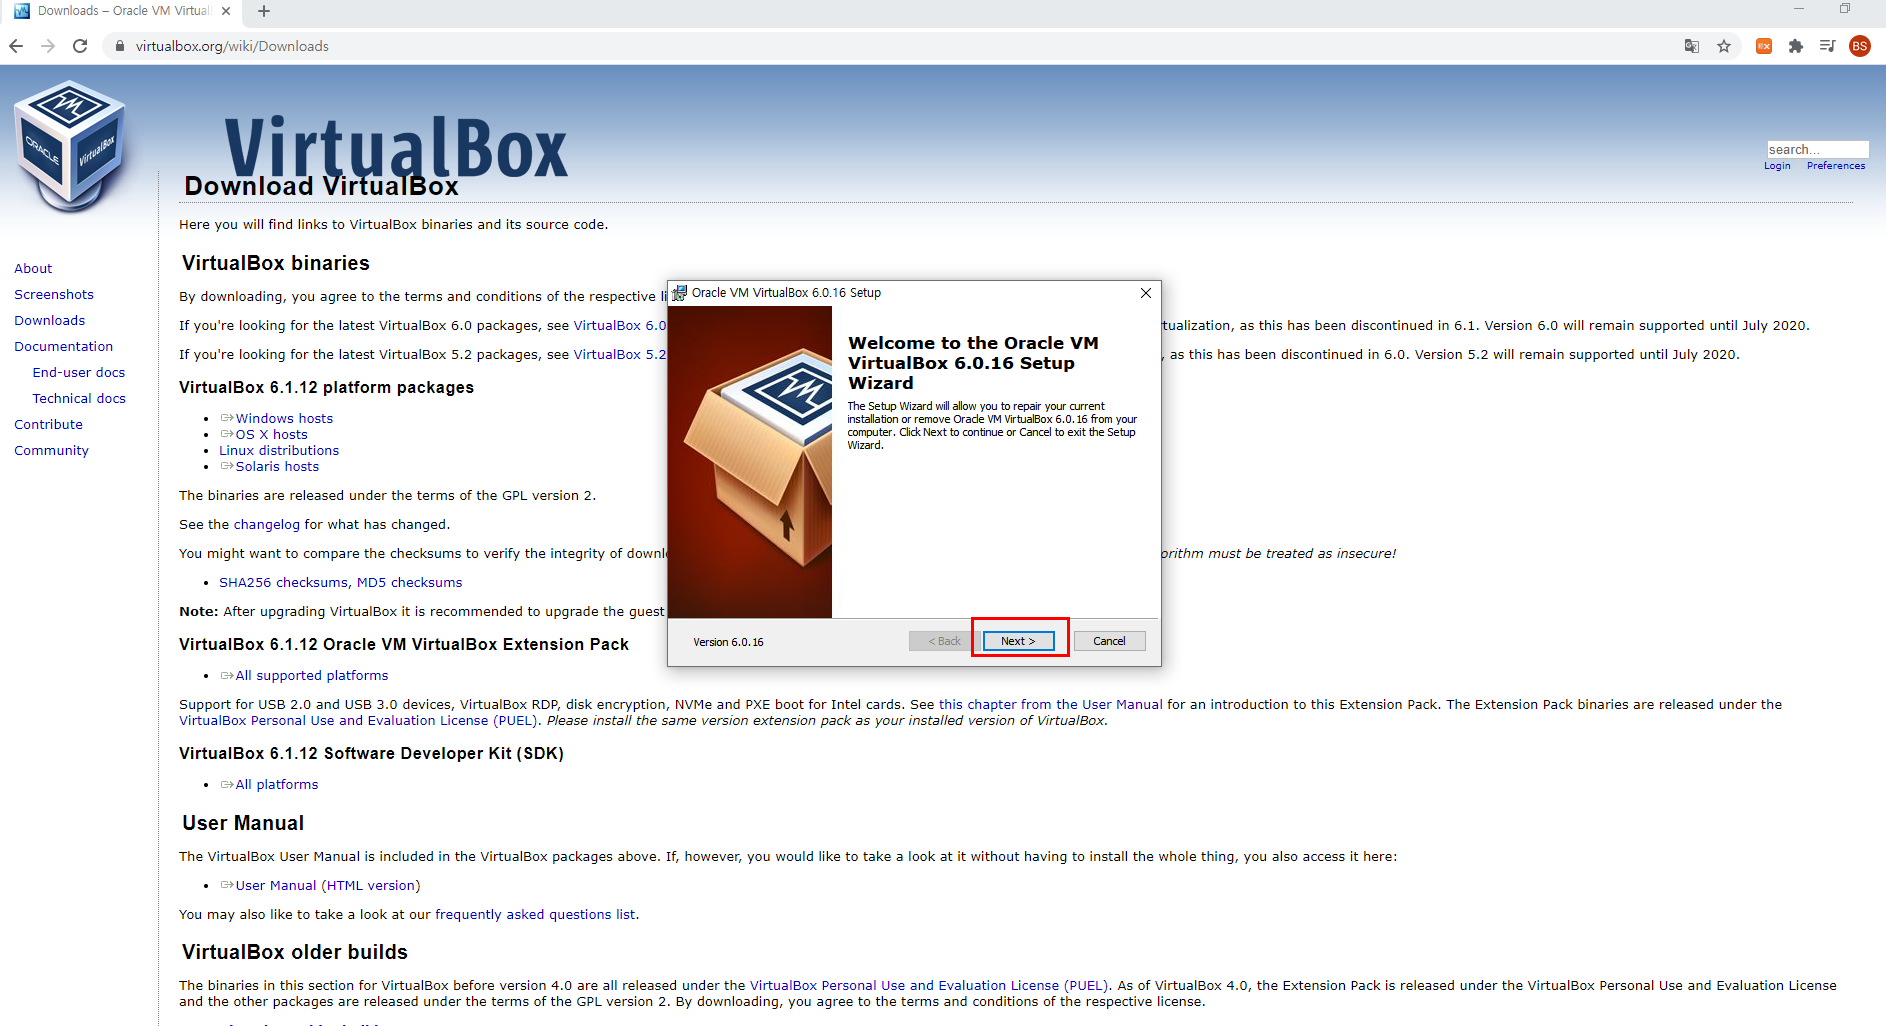 Downloads – Oracle VM Virtual
virtualbox.org/wiki/Downloads
BS
ORACLE
VirtualBox
VirtualBox
search...
Login Preferences
Download VirtualBox
Here you will find links to VirtualBox binaries and its source code.
About
Screenshots
Downloads
Documentation
End-user docs
Technical docs
Contribute
Community
VirtualBox binaries
By downloading, you agree to the terms and conditions of the respective
If you're looking for the latest VirtualBox 6.0 packages, see VirtualBox 6.0
tualization, as this has been discontinued in 6.1. Version 6.0 will remain supported until July 2020.
If you're looking for the latest VirtualBox 5.2 packages, see VirtualBox 5.2
, as this has been discontinued in 6.0. Version 5.2 will remain supported until July 2020.
VirtualBox 6.1.12 platform packages
Windows hosts
OS X hosts
Linux distributions
Solaris hosts
The binaries are released under the terms of the GPL version 2.
See the changelog for what has changed.
You might want to compare the checksums to verify the integrity of downl
orithm must be treated as insecure!
SHA256 checksums, MD5 checksums
Note: After upgrading VirtualBox it is recommended to upgrade the guest
Oracle VM VirtualBox 6.0.16 Setup
Welcome to the Oracle VM
VirtualBox 6.0.16 Setup
Wizard
The Setup Wizard will allow you to repair your current
installation or remove Oracle VM VirtualBox 6.0.16 from your
computer. Click Next to continue or Cancel to exit the Setup
Wizard.
Version 6.0.16
< Back
Next >
Cancel
VirtualBox 6.1.12 Oracle VM VirtualBox Extension Pack
All supported platforms
Support for USB 2.0 and USB 3.0 devices, VirtualBox RDP, disk encryption, NVMe and PXE boot for Intel cards. See this chapter from the User Manual for an introduction to this Extension Pack. The Extension Pack binaries are released under the
VirtualBox Personal Use and Evaluation License (PUEL). Please install the same version extension pack as your installed version of VirtualBox.
VirtualBox 6.1.12 Software Developer Kit (SDK)
All platforms
User Manual
The VirtualBox User Manual is included in the VirtualBox packages above. If, however, you would like to take a look at it without having to install the whole thing, you also access it here:
User Manual (HTML version)
You may also like to take a look at our frequently asked questions list.
VirtualBox older builds
The binaries in this section for VirtualBox before version 4.0 are all released under the VirtualBox Personal Use and Evaluation License (PUEL). As of VirtualBox 4.0, the Extension Pack is released under the VirtualBox Personal Use and Evaluation License
and the other packages are released under the terms of the GPL version 2. By downloading, you agree to the terms and conditions of the respective license.